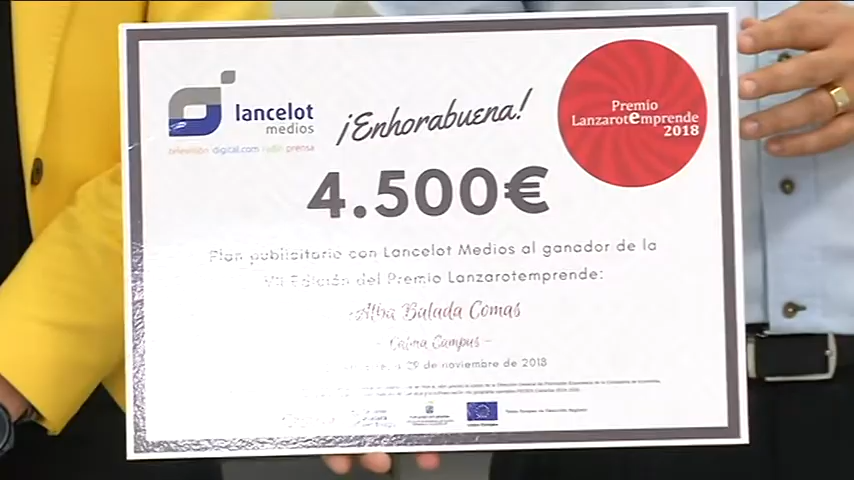 lancelot
medios
televisión digital.com radio prensa
¡Enhorabuena!
Premio
Lanzarotemprende
2018
4.500€
Plan publicitario con Lancelot Medios al ganador de la
VII Edición del Premio Lanzarotemprende:
-Alba Balada Comas
- Calma Campus -
29 de noviembre de 2018